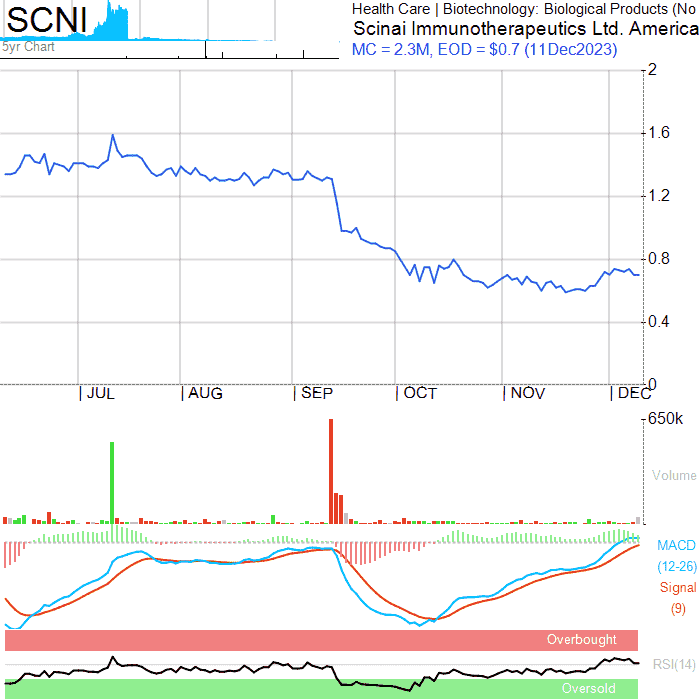 SCNI
5yr Chart
Health Care | Biotechnology: Biological Products (No
Scinai Immunotherapeutics Ltd. America
MC = 2.3M, EOD = $0.7 (11Dec2023)
2
1.6
1.2
0.8
0.4
0
| JUL | AUG | SEP | OCT | NOV | DEC
650k
Volume
MACD
(12-26)
Signal
(9)
Overbought
RSI(14)
Oversold